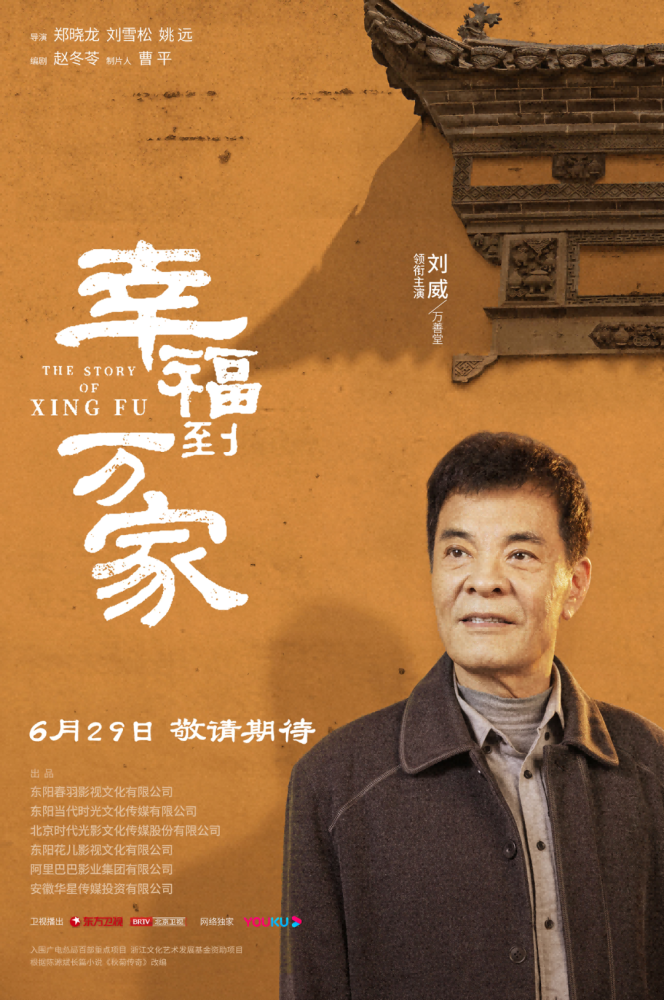 导演 郑晓龙 刘雪松 姚远
编剧 赵冬苓 制片人 曹平
领衔主演 刘威/万善堂
幸福到万家
THE STORY
OF
XING FU
6月29日 敬请期待
出品
东阳春羽影视文化有限公司
东阳当代时光文化传媒有限公司
北京时代光影文化传媒股份有限公司
东阳花儿影视文化有限公司
阿里巴巴影业集团有限公司
安徽华星传媒投资有限公司
卫视播出 东方卫视 BRTV 北京卫视 网络独家 YOUKU
入围广电总局百部重点项目 浙江文化艺术发展基金资助项目
根据陈源斌长篇小说《秋菊传奇》改编